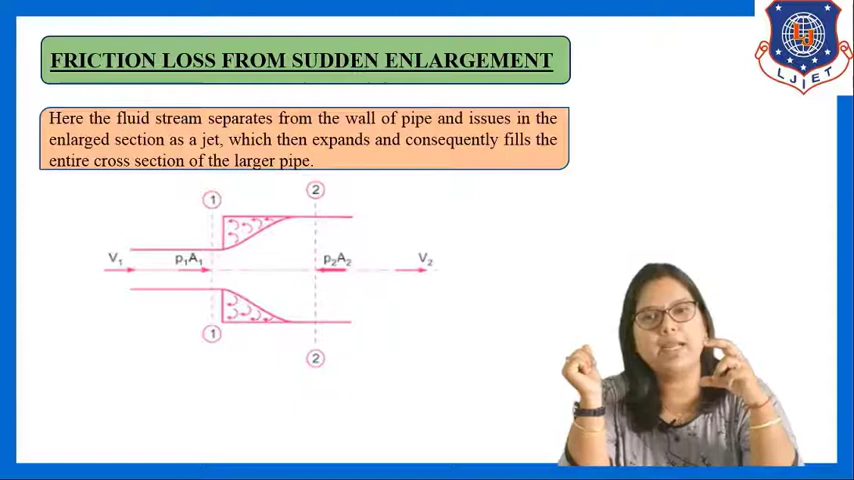 FRICTION LOSS FROM SUDDEN ENLARGEMENT
LJ
LJIET
Here the fluid stream separates from the wall of pipe and issues in the
enlarged section as a jet, which then expands and consequently fills the
entire cross section of the larger pipe.
1
2
V₁
p₁A₁
p₂A₂
V₂
1
2